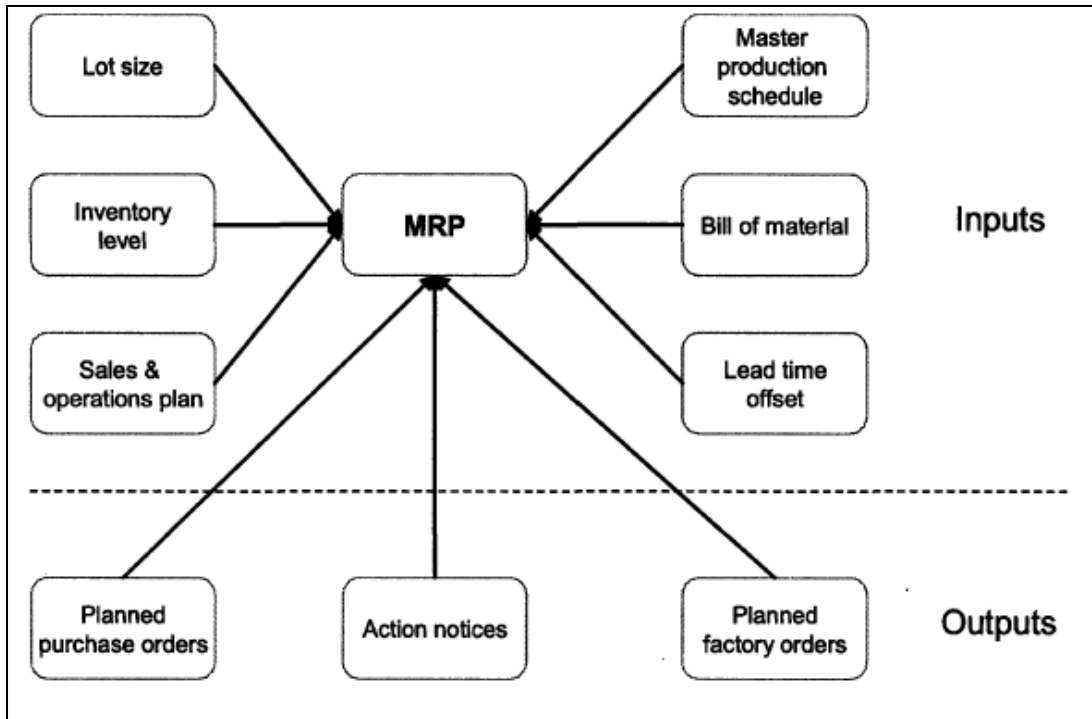 Lot size
Master
production
schedule
Inventory
level
MRP
Bill of material
Inputs
Sales &
operations plan
Lead time
offset
Planned
purchase orders
Action notices
Planned
factory orders
Outputs